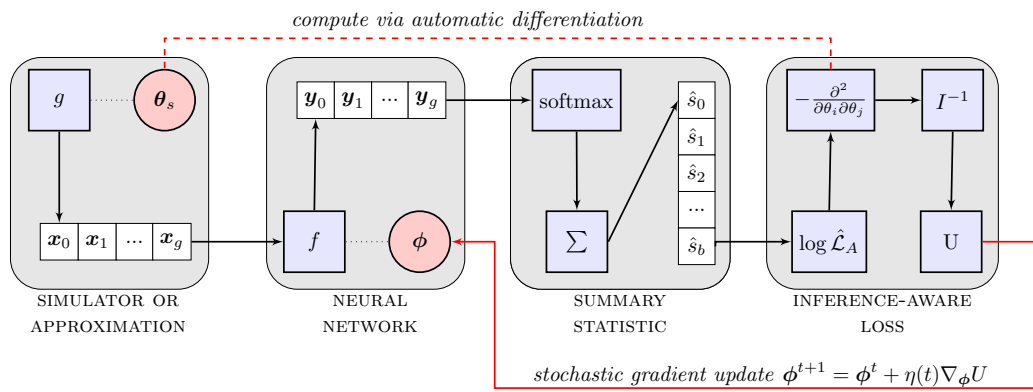 compute via automatic differentiation
g θ_s
x_0 x_1 ... x_g
SIMULATOR OR
APPROXIMATION
y_0 y_1 ... y_g
f ϕ
NEURAL
NETWORK
softmax
∑
ŝ_0
ŝ_1
ŝ_2
...
ŝ_b
SUMMARY
STATISTIC
−∂²/∂θ_i∂θ_j I^{-1}
log L̂_A U
INFERENCE-AWARE
LOSS
stochastic gradient update ϕ^{t+1} = ϕ^t + η(t)∇_ϕ U